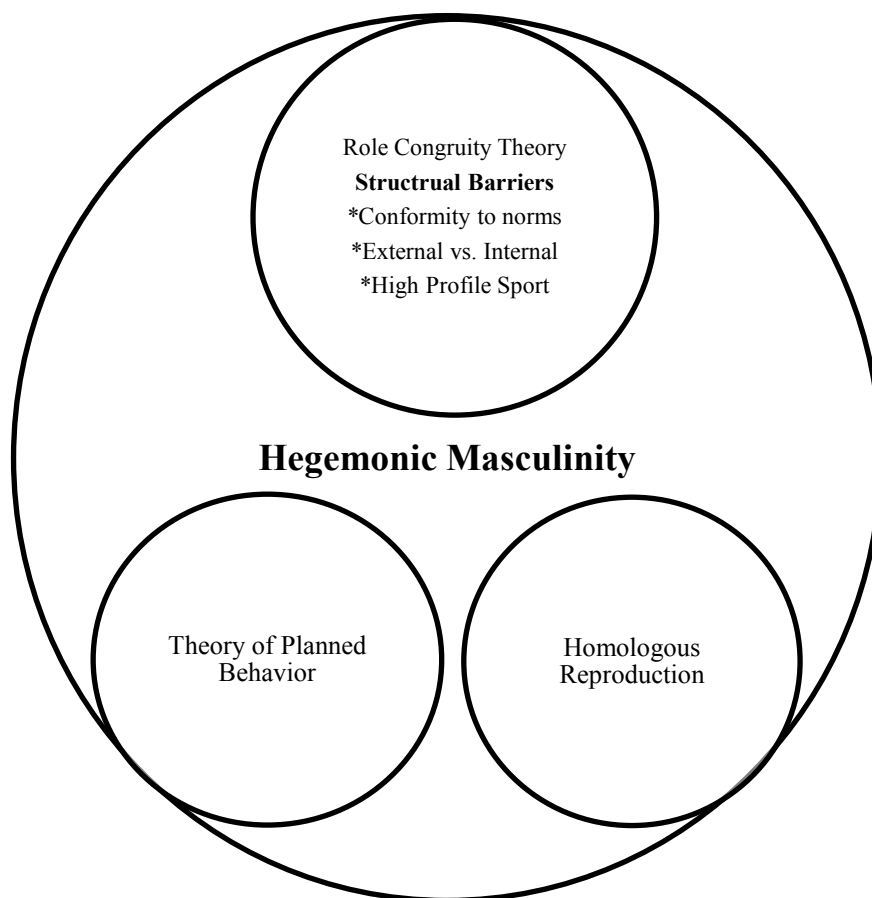 Role Congruity Theory
Structrual Barriers
*Conformity to norms
*External vs. Internal
*High Profile Sport
Hegemonic Masculinity
Theory of Planned
Behavior
Homologous
Reproduction